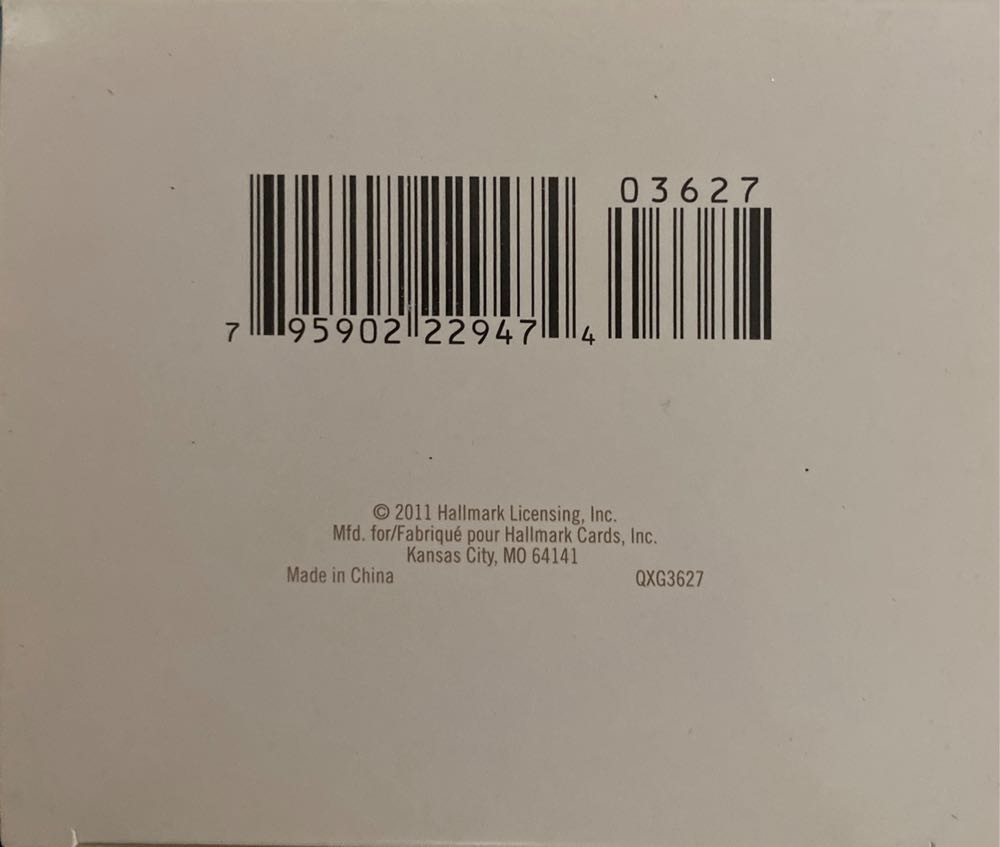 03627
7 95902 22947 4
© 2011 Hallmark Licensing, Inc.
Mfd. for/Fabriqué pour Hallmark Cards, Inc.
Kansas City, MO 64141
Made in China QXG3627